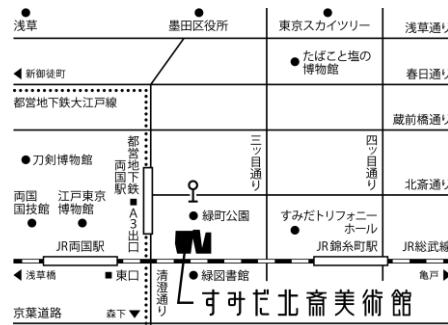 浅草
墨田区役所
東京スカイツリー
浅草通り
たばこと塩の
博物館
新御徒町
春日通り
都営地下鉄大江戸線
蔵前橋通り
都営地下鉄
両国駅
A3出口
三ッ目通り
四ッ目通り
刀剣博物館
北斎通り
両国
国技館
江戸東京
博物館
緑町公園
すみだトリフォニー
ホール
JR両国駅
JR錦糸町駅
JR総武線
浅草橋
東口
清澄通り
緑図書館
亀戸
すみだ北斎美術館
京葉道路
森下